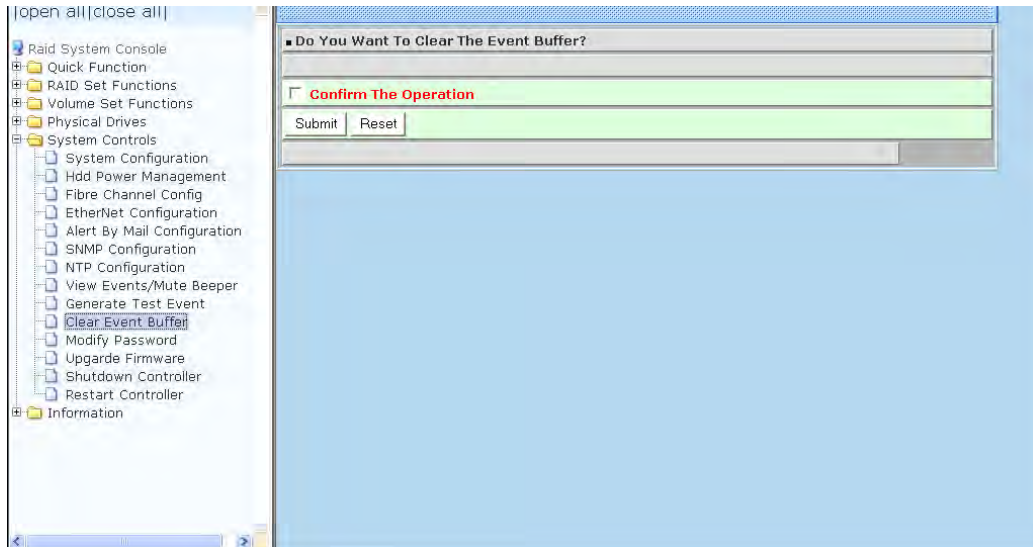 |open all||close all|
Raid System Console
Quick Function
RAID Set Functions
Volume Set Functions
Physical Drives
System Controls
System Configuration
Hdd Power Management
Fibre Channel Config
EtherNet Configuration
Alert By Mail Configuration
SNMP Configuration
NTP Configuration
View Events/Mute Beeper
Generate Test Event
Clear Event Buffer
Modify Password
Upgarde Firmware
Shutdown Controller
Restart Controller
Information
Do You Want To Clear The Event Buffer?
Confirm The Operation
Submit Reset